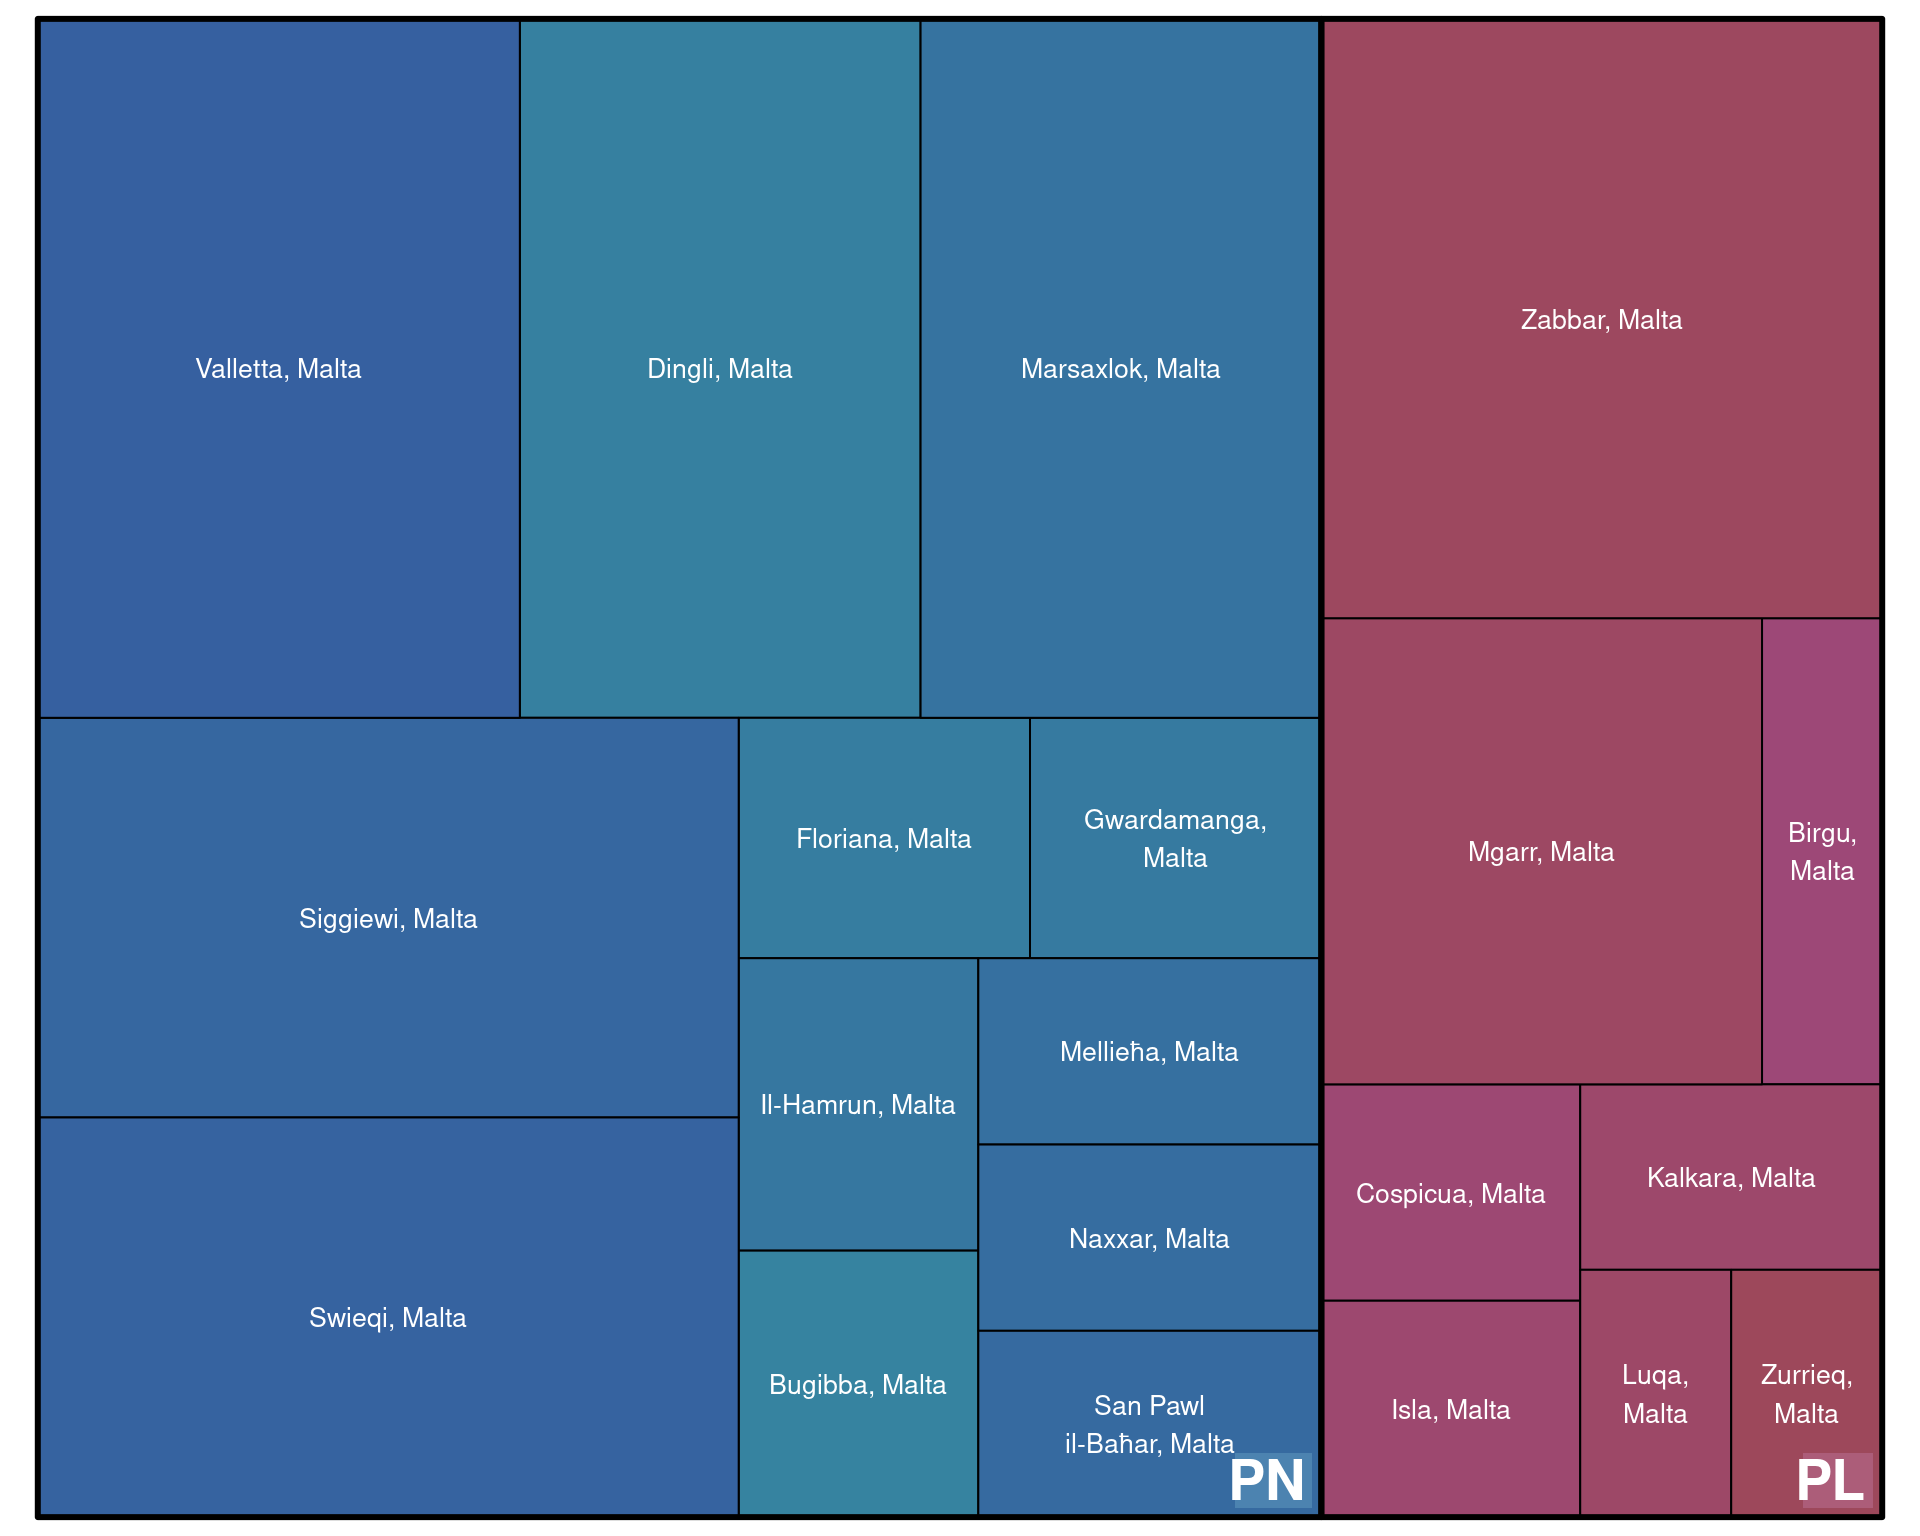 Valletta, Malta
Dingli, Malta
Marsaxlok, Malta
Siggiewi, Malta
Swieqi, Malta
Floriana, Malta
Gwardamanga,
Malta
Il-Hamrun, Malta
Bugibba, Malta
Mellieħa, Malta
Naxxar, Malta
San Pawl
il-Baħar, Malta
PN
Zabbar, Malta
Mgarr, Malta
Birgu,
Malta
Cospicua, Malta
Isla, Malta
Kalkara, Malta
Luqa,
Malta
Zurrieq,
Malta
PL